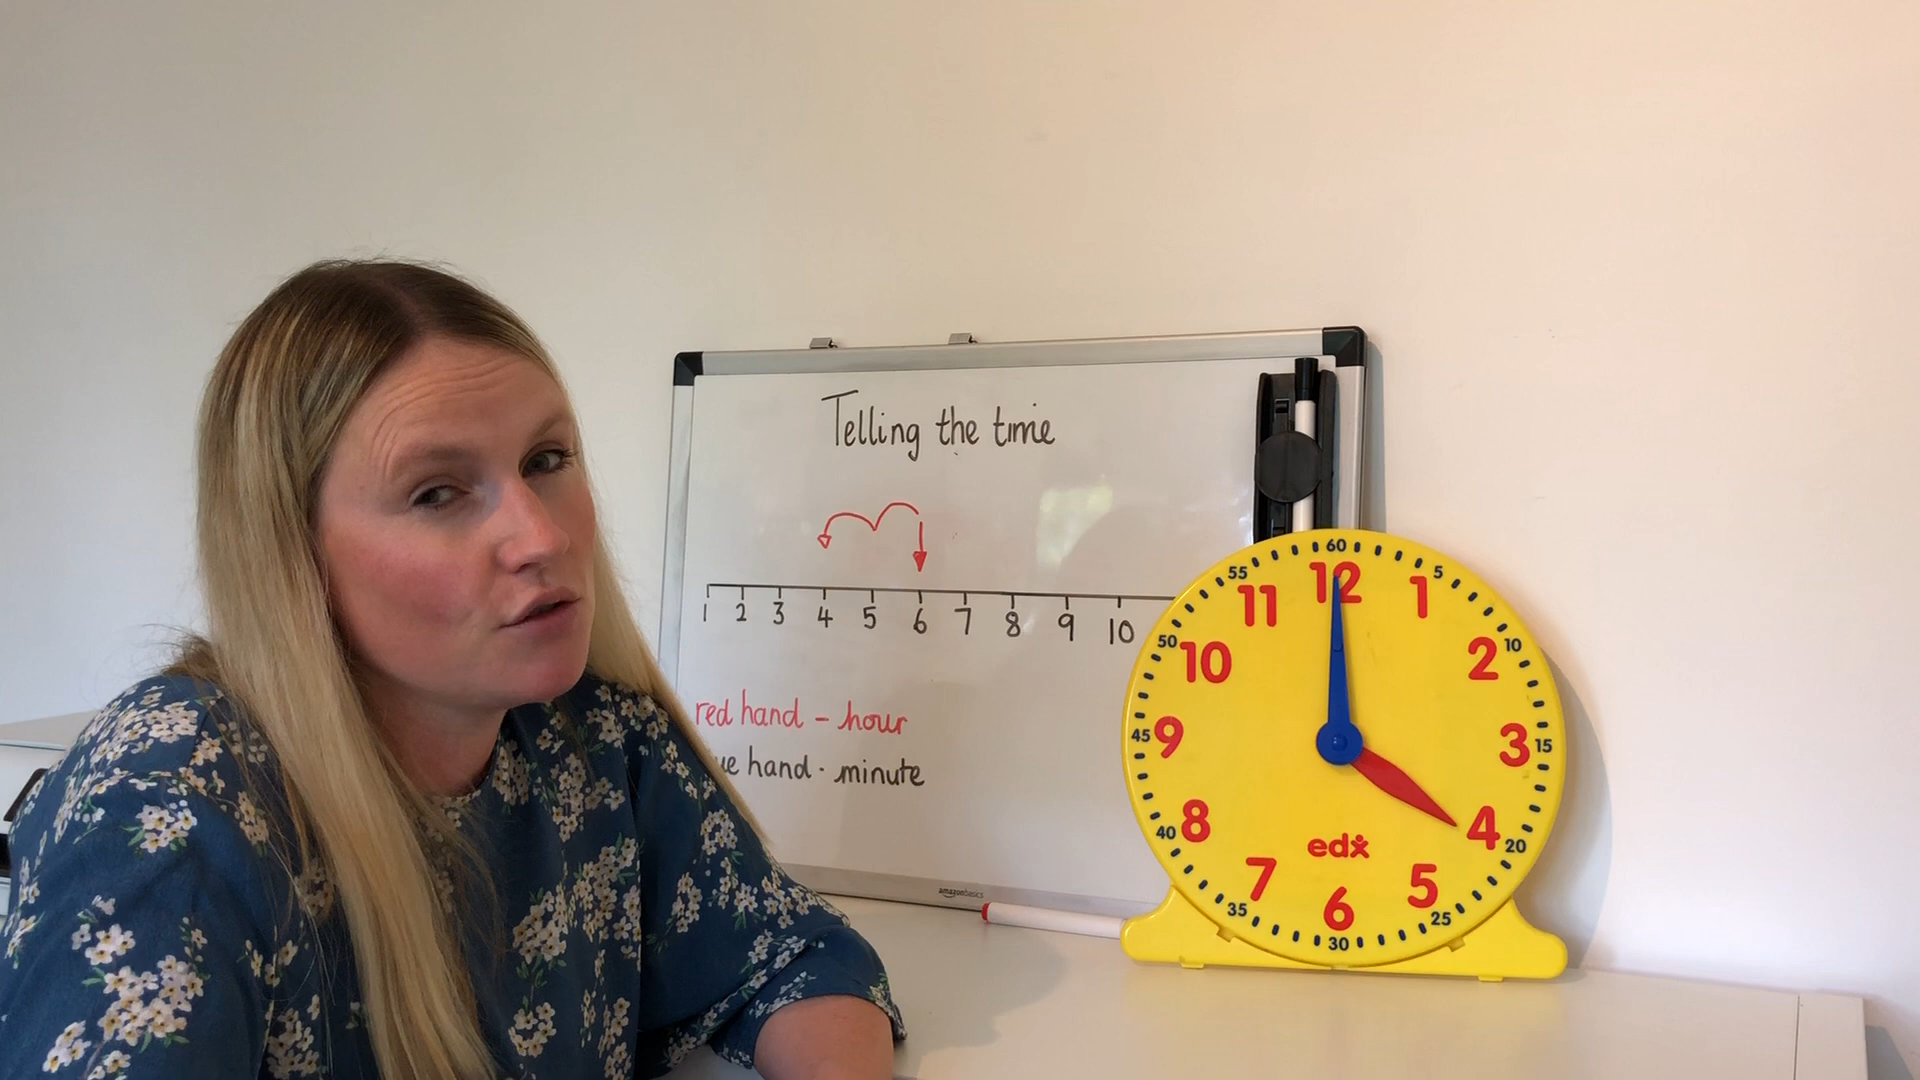 Telling the time
1 2 3 4 5 6 7 8 9 10
red hand - hour
hand - minute
amazonbasics
60
55 12 5
11 1
50 10 2 10
45 9 3 15
40 8 4 20
edx
7 5
35 6 25
30